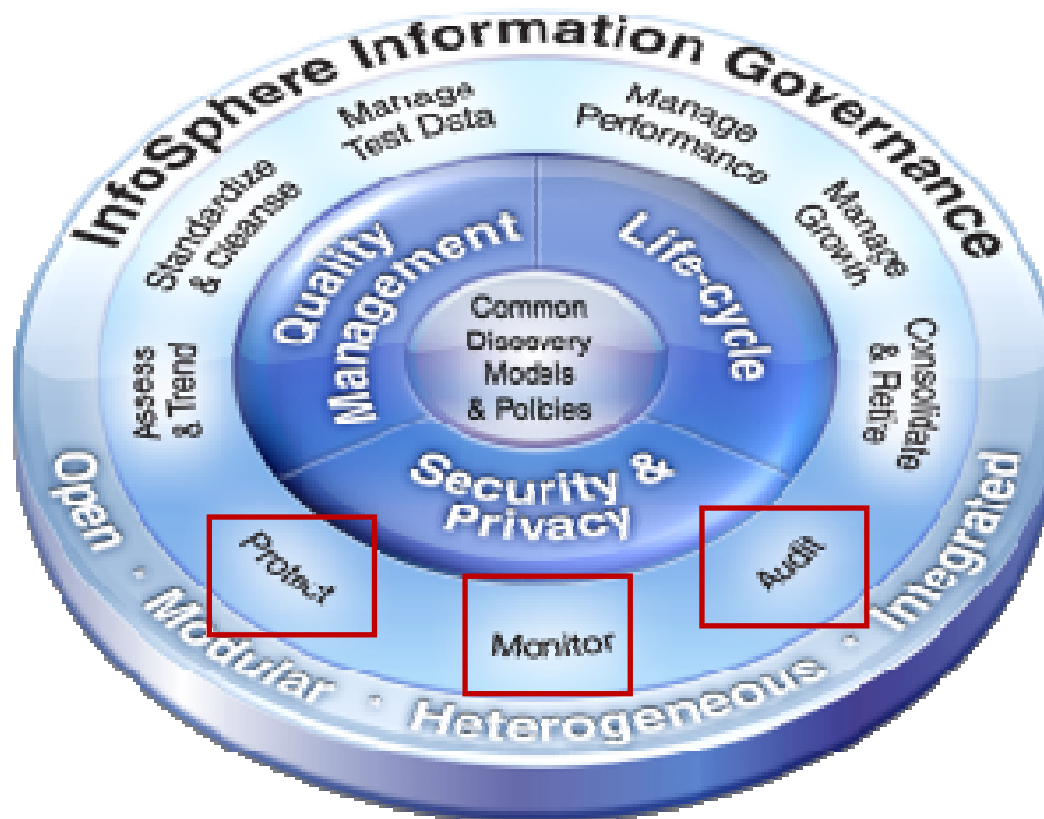 InfoSphere Information Governance
Manage
Test Data
Manage
Performance
Standardize
& Cleanse
Manage
Growth
Assess
& Trend
Consolidate
& Retire
Quality
Management
Life-cycle
Common
Discovery
Models
& Policies
Security &
Privacy
Protect
Monitor
Audit
Open · Modular · Heterogeneous · Integrated